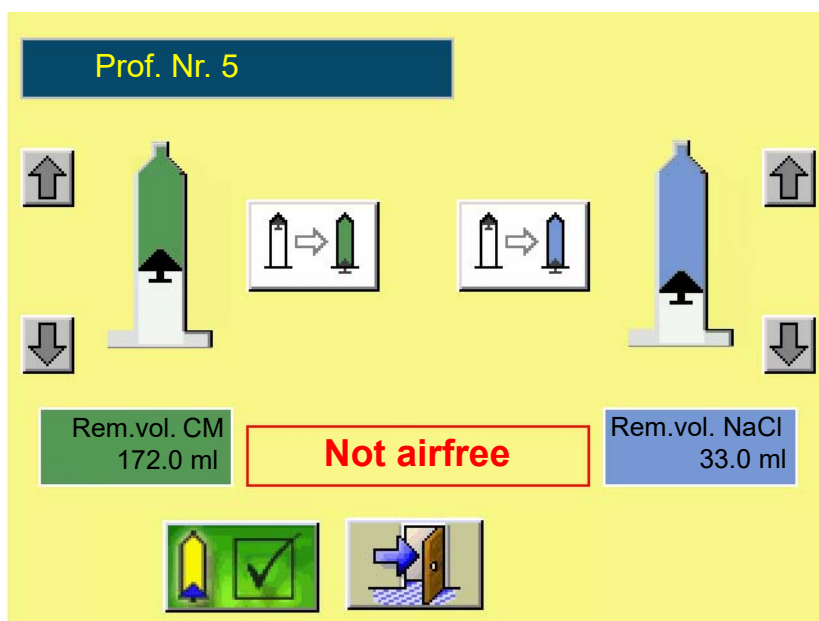 Prof. Nr. 5
Rem.vol. CM
172.0 ml
Not airfree
Rem.vol. NaCl
33.0 ml